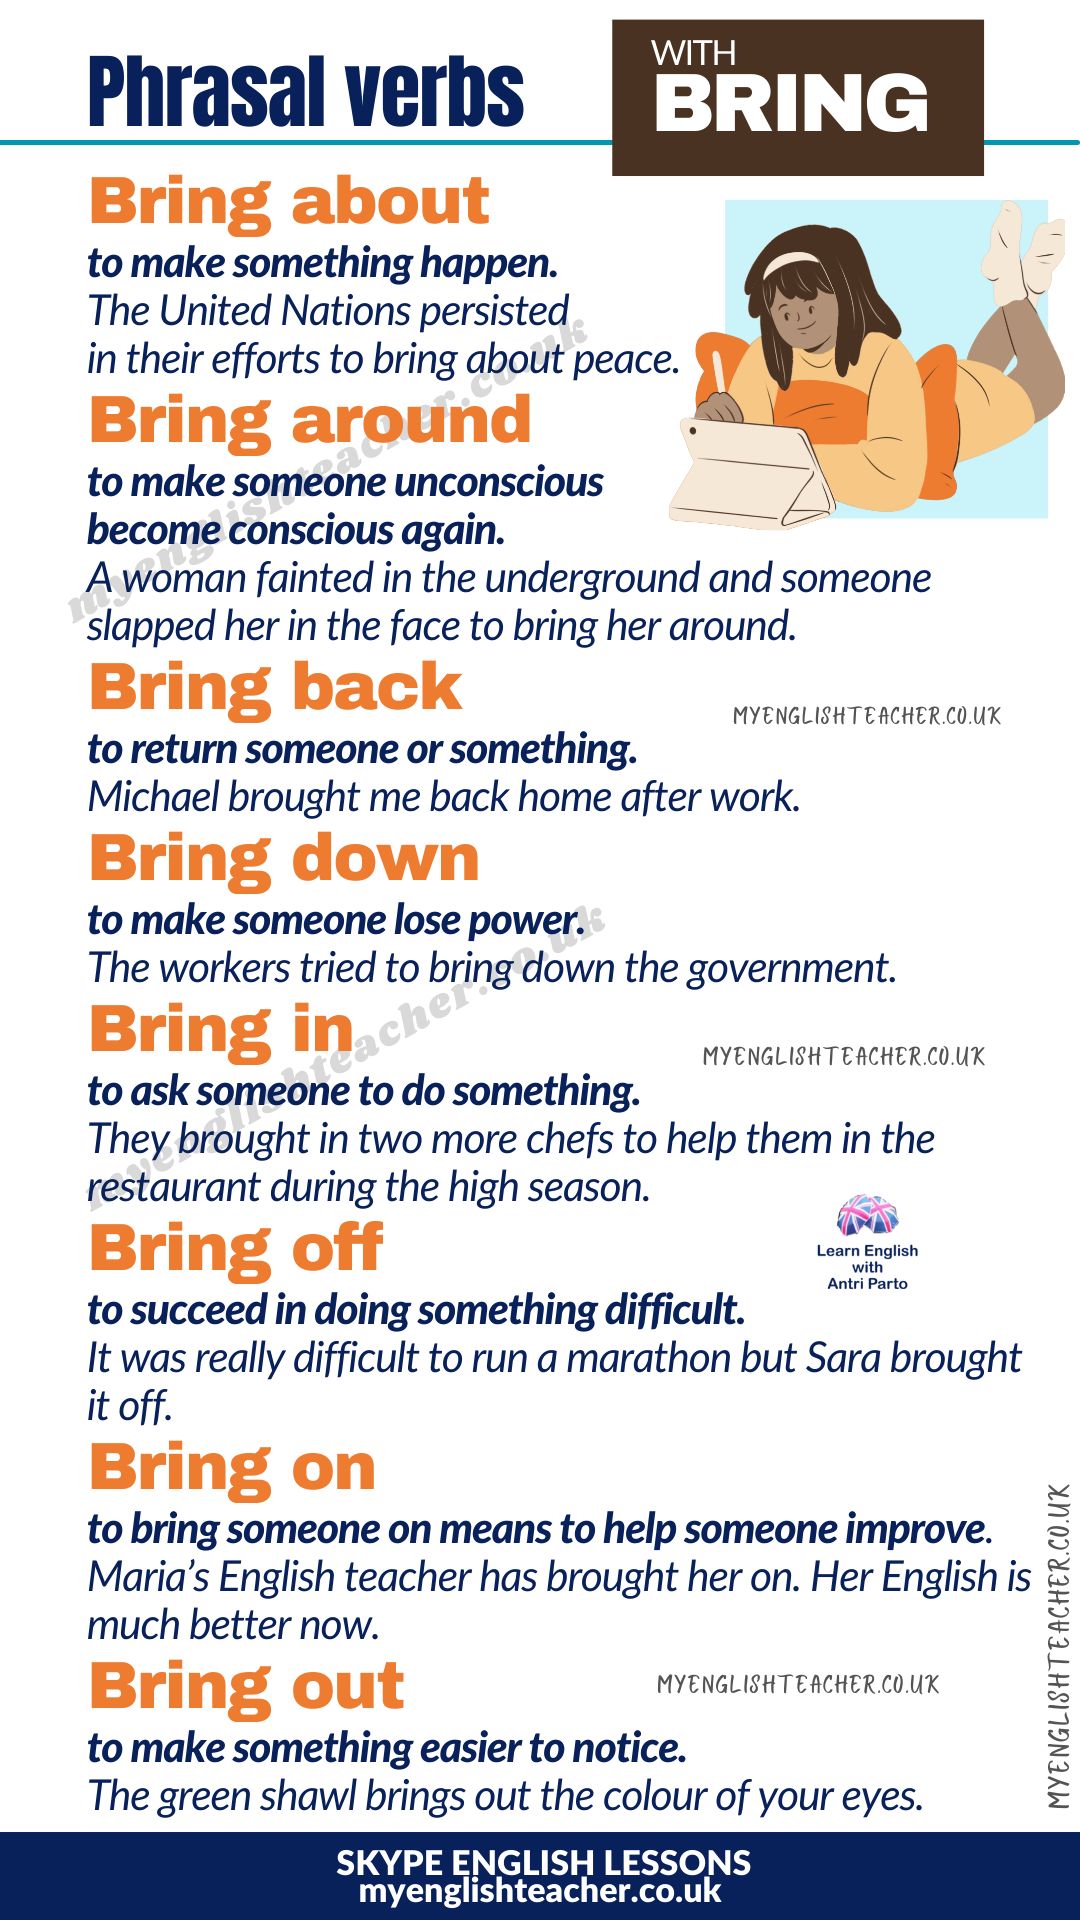 Phrasal verbs
WITH
BRING
Bring about
to make something happen.
The United Nations persisted
in their efforts to bring about peace.
Bring around
to make someone unconscious
become conscious again.
A woman fainted in the underground and someone
slapped her in the face to bring her around.
myenglishteacher.co.uk
Bring back
MYENGLISHTEACHER.CO.UK
to return someone or something.
Michael brought me back home after work.
Bring down
to make someone lose power.
The workers tried to bring down the government.
Bring in
MYENGLISHTEACHER.CO.UK
to ask someone to do something.
They brought in two more chefs to help them in the
restaurant during the high season.
myenglishteacher.co.uk
Bring off
Learn English
with
Antri Parto
to succeed in doing something difficult.
It was really difficult to run a marathon but Sara brought
it off.
Bring on
to bring someone on means to help someone improve.
Maria's English teacher has brought her on. Her English is
much better now.
MYENGLISHTEACHER.CO.UK
Bring out
MYENGLISHTEACHER.CO.UK
to make something easier to notice.
The green shawl brings out the colour of your eyes.
SKYPE ENGLISH LESSONS
myenglishteacher.co.uk